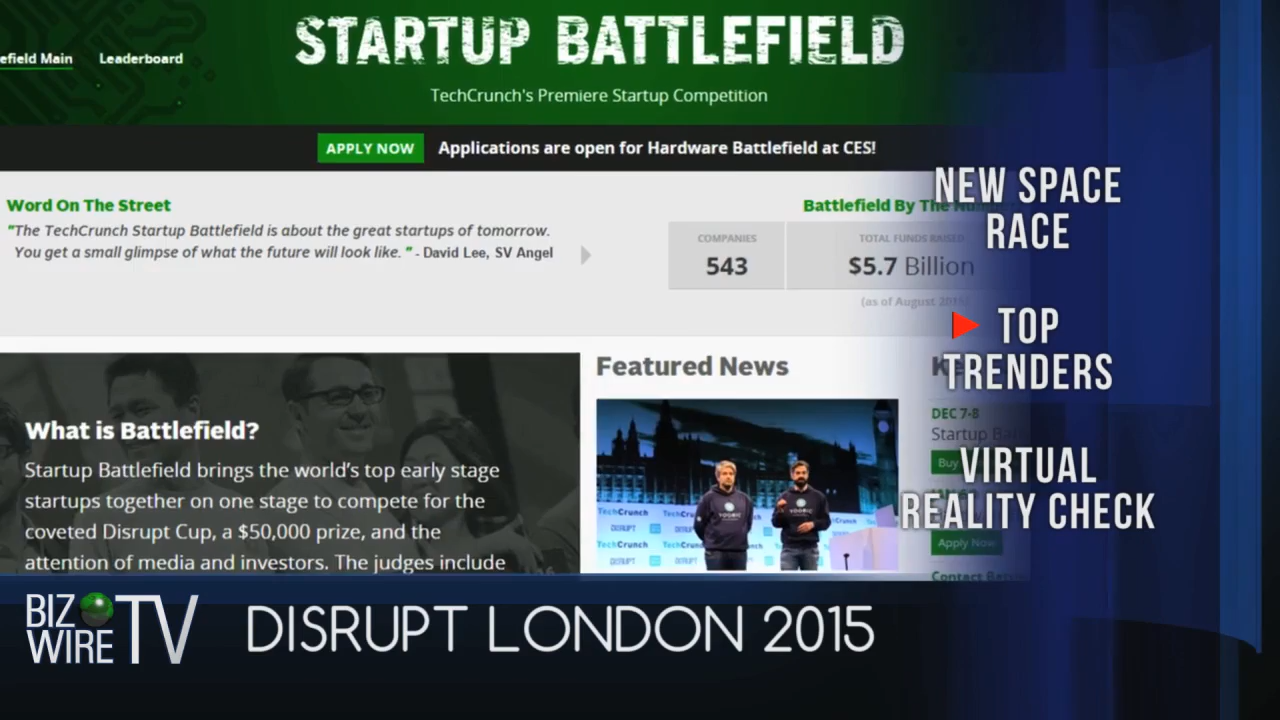 STARTUP BATTLEFIELD
efield Main
Leaderboard
TechCrunch's Premiere Startup Competition
APPLY NOW
Applications are open for Hardware Battlefield at CES!
Word On The Street
"The TechCrunch Startup Battlefield is about the great startups of tomorrow.
You get a small glimpse of what the future will look like. " - David Lee, SV Angel
Battlefield By The
COMPANIES
543
TOTAL FUNDS RAISED
$5.7 Billion
(as of August
NEW SPACE
RACE
TOP
TRENDERS
VIRTUAL
REALITY CHECK
What is Battlefield?
Startup Battlefield brings the world's top early stage
startups together on one stage to compete for the
coveted Disrupt Cup, a $50,000 prize, and the
attention of media and investors. The judges include
Featured News
TechCrunch
DISRUPT
DEC 7-8
Startup
Buy
Apply Now
Contact
BIZ
WIRE TV
DISRUPT LONDON 2015